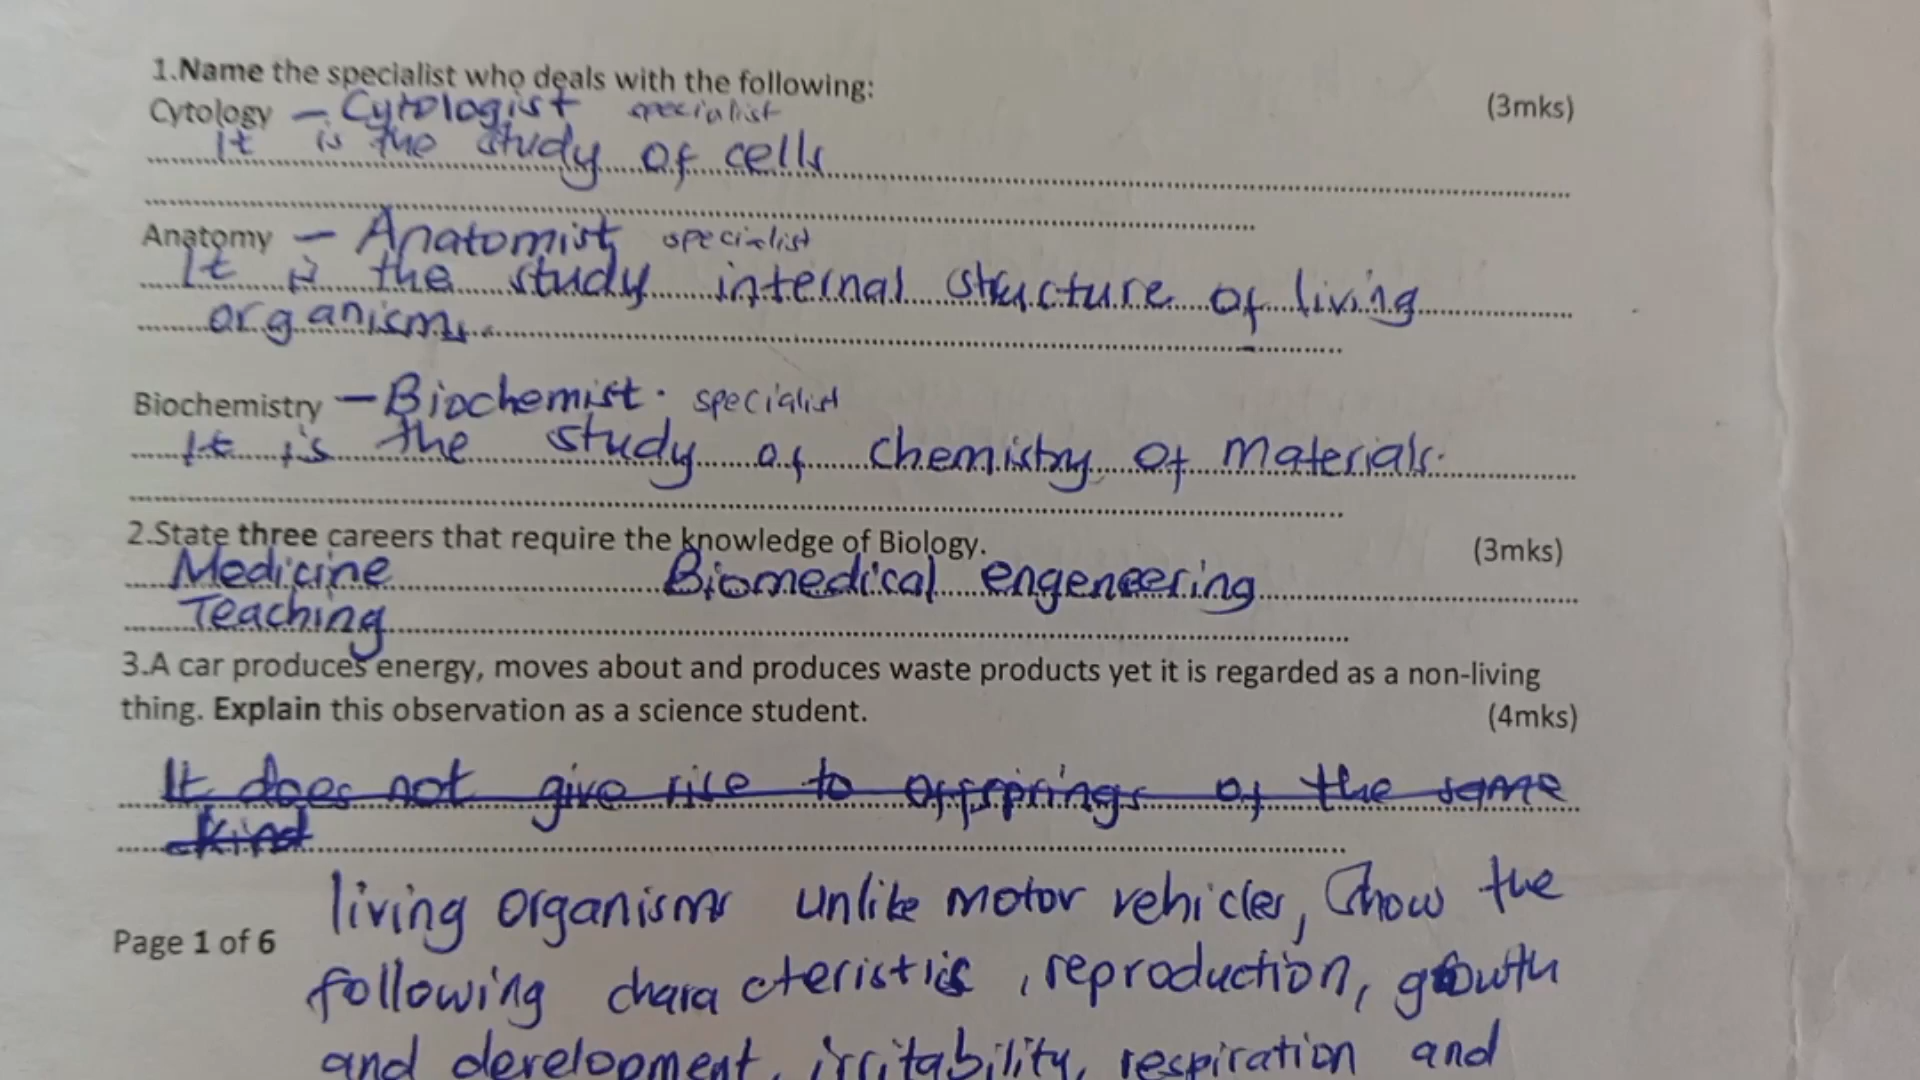 1.Name the specialist who deals with the following:
(3mks)
Cytology - Cytologist specialist
It is the study of cells
Anatomy - Anatomist specialist
It is the study internal structure of living
organisms.
Biochemistry - Biochemist. specialist
It is the study of chemistry of materials.
2.State three careers that require the knowledge of Biology.
(3mks)
Medicine Biomedical engeneering
Teaching
3.A car produces energy, moves about and produces waste products yet it is regarded as a non-living
thing. Explain this observation as a science student.
(4mks)
It does not give rise to offsprings of the same
kind
living organisms unlike motor vehicles, show the
Page 1 of 6
following characteristics, reproduction, growth
and development, irritability, respiration and